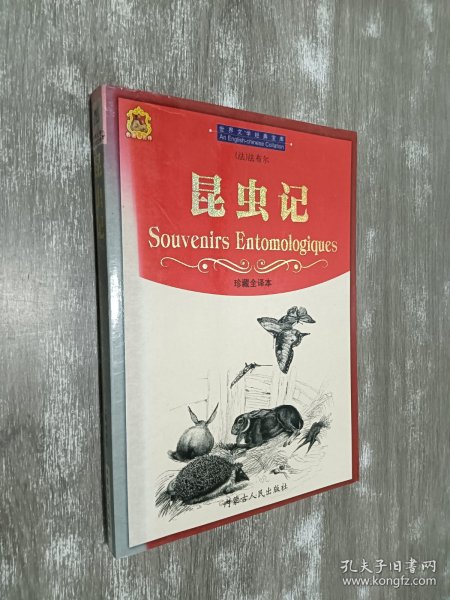 世界文学经典宝库
An English-chinese Collation
(法)法布尔
昆虫记
Souvenirs Entomologiques
珍藏全译本
内蒙古人民出版社
孔夫子旧书网
www.kongfz.com